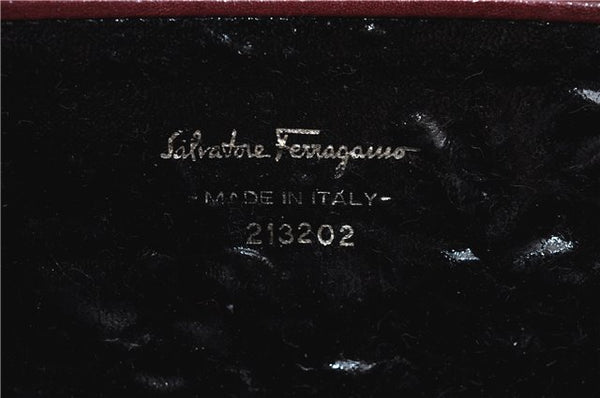 Salvatore Ferragamo
- MADE IN ITALY -
213202